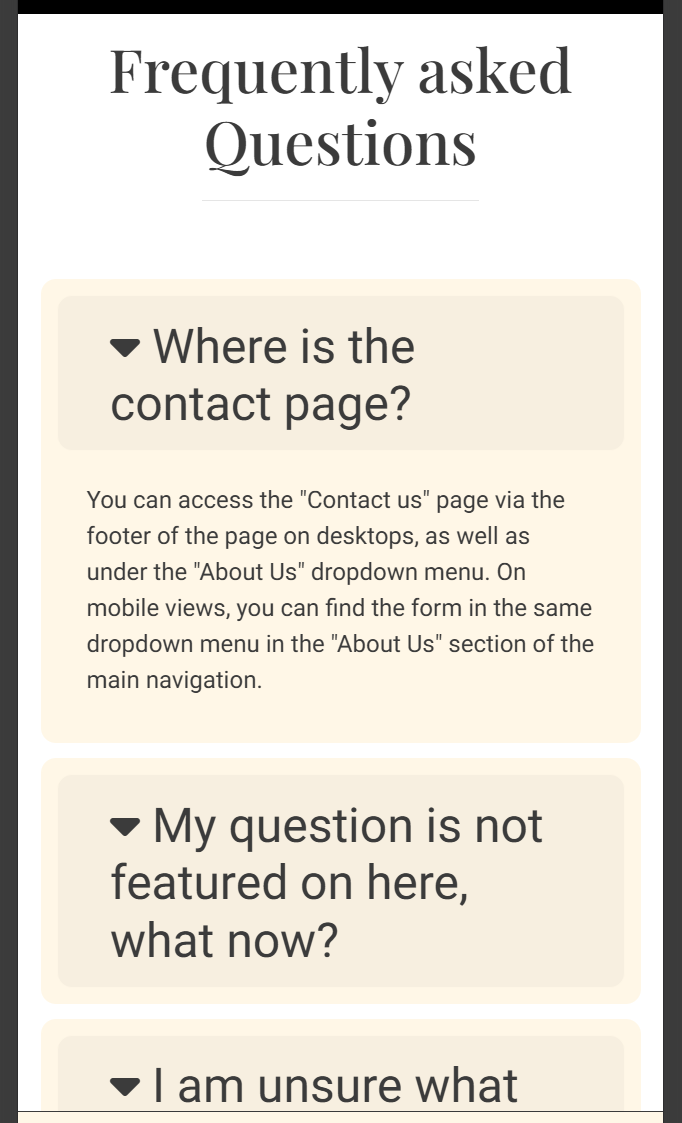 Frequently asked
Questions
Where is the
contact page?
You can access the "Contact us" page via the
footer of the page on desktops, as well as
under the "About Us" dropdown menu. On
mobile views, you can find the form in the same
dropdown menu in the "About Us" section of the
main navigation.
My question is not
featured on here,
what now?
I am unsure what